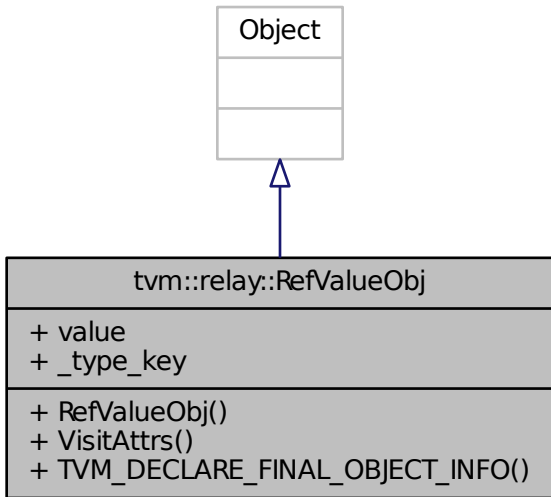 Object
tvm::relay::RefValueObj
+ value
+ _type_key
+ RefValueObj()
+ VisitAttrs()
+ TVM_DECLARE_FINAL_OBJECT_INFO()